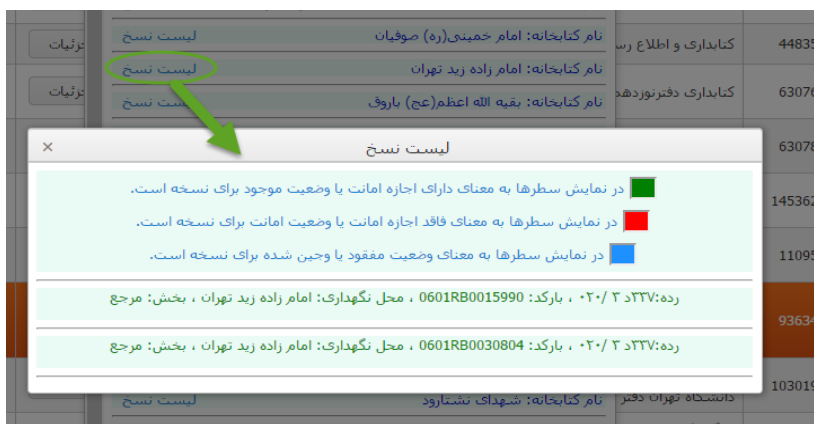 نام کتابخانه: امام خمینی(ره) صوفیان لیست نسخ
کتابداری و اطلاع رس
44835
جزئیات
نام کتابخانه: امام زاده زید تهران لیست نسخ
کتابداری دفترنوزدهد
63076
جزئیات
نام کتابخانه: بقیه الله اعظم(عج) باروق لیست نسخ
63078
لیست نسخ ×
در نمایش سطرها به معنای دارای اجازه امانت یا وضعیت موجود برای نسخه است.
در نمایش سطرها به معنای فاقد اجازه امانت یا وضعیت امانت برای نسخه است.
در نمایش سطرها به معنای وضعیت مفقود یا وجین شده برای نسخه است.
145362
11095
رده:۳۳۷د ۳ /۰۲۰ ، بارکد: 0601RB0015990 ، محل نگهداری: امام زاده زید تهران ، بخش: مرجع
93634
رده:۳۳۷د ۳ /۰۲۰ ، بارکد: 0601RB0030804 ، محل نگهداری: امام زاده زید تهران ، بخش: مرجع
103019
دانشگاه تهران دفتر
نام کتابخانه: شهدای نشتارود لیست نسخ